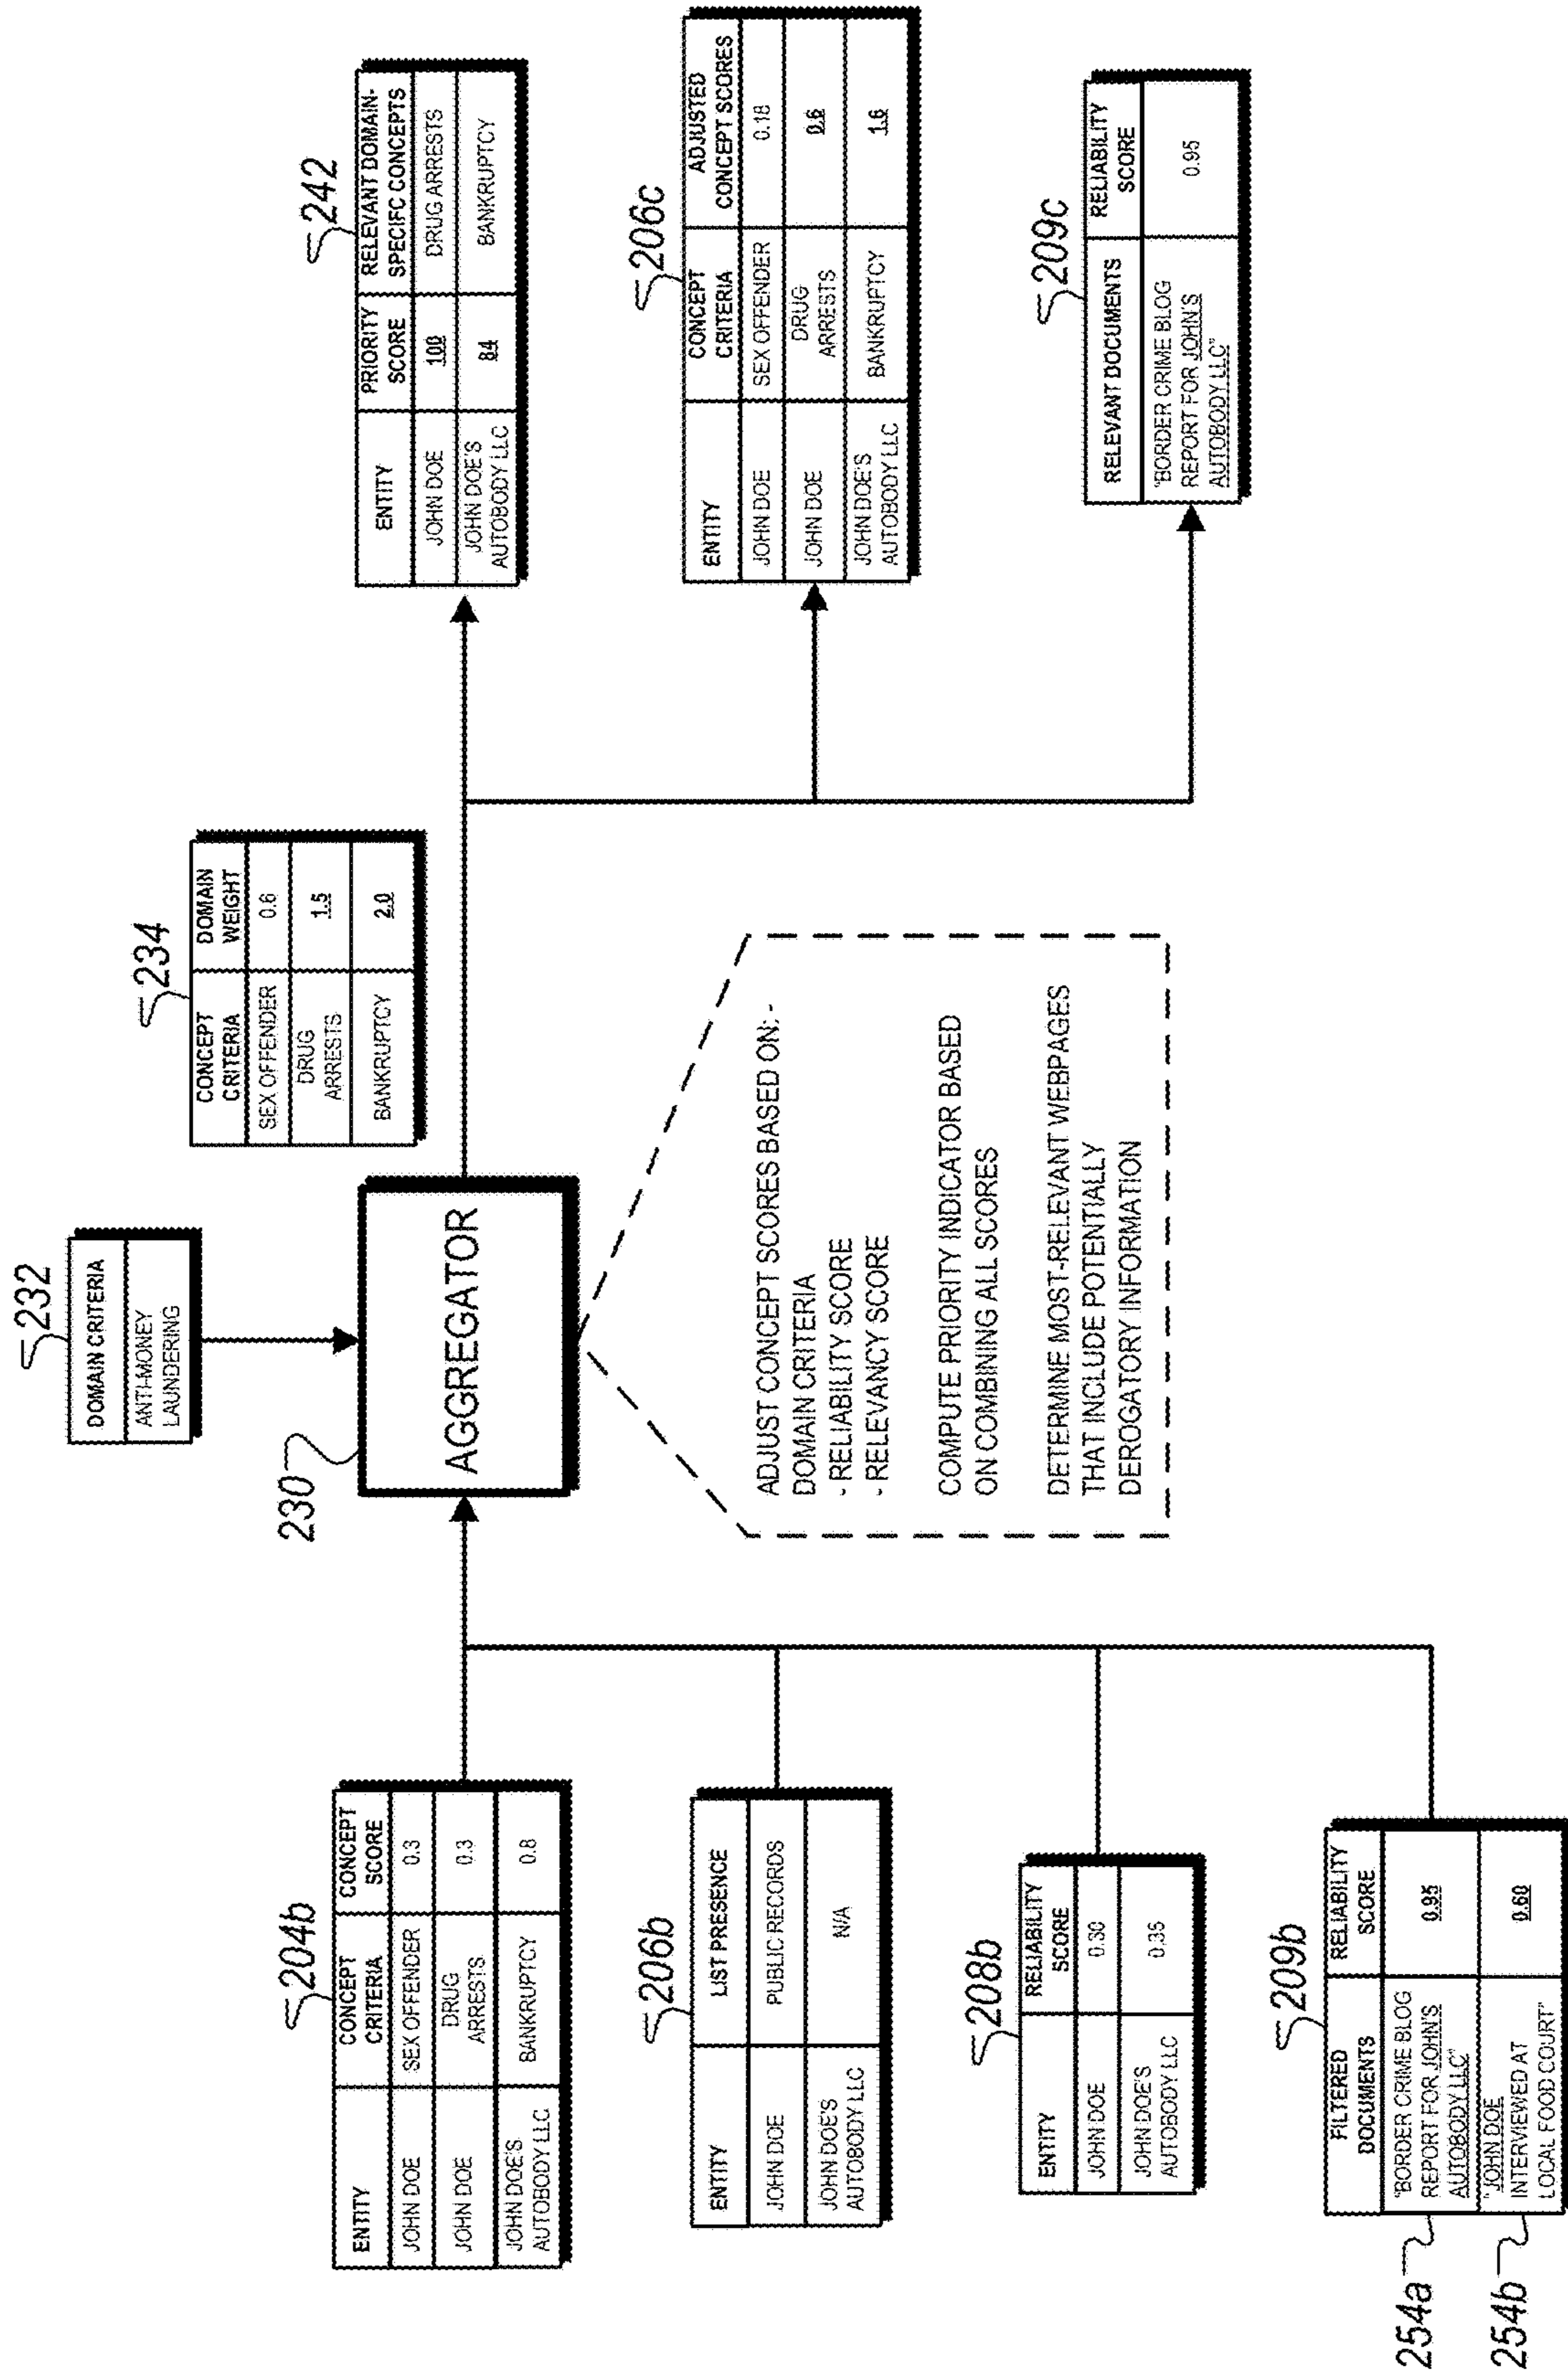 232
DOMAIN CRITERIA
ANTI-MONEY
LAUNDERING
234
CONCEPT CRITERIA DOMAIN WEIGHT
SEX OFFENDER 0.6
DRUG ARRESTS 1.5
BANKRUPTCY 2.0
204b
ENTITY CONCEPT CRITERIA CONCEPT SCORE
JOHN DOE SEX OFFENDER 0.3
JOHN DOE DRUG ARRESTS 0.3
JOHN DOE'S AUTOBODY LLC BANKRUPTCY 0.8
206b
ENTITY LIST PRESENCE
JOHN DOE PUBLIC RECORDS
JOHN DOE'S AUTOBODY LLC N/A
208b
ENTITY RELIABILITY SCORE
JOHN DOE 0.30
JOHN DOE'S AUTOBODY LLC 0.35
209b
FILTERED DOCUMENTS RELIABILITY SCORE
254a
"BORDER CRIME BLOG
REPORT FOR JOHN'S
AUTOBODY LLC" 0.95
254b
"JOHN DOE
INTERVIEWED AT
LOCAL FOOD COURT" 0.60
230
AGGREGATOR
ADJUST CONCEPT SCORES BASED ON: -
DOMAIN CRITERIA
- RELIABILITY SCORE
- RELEVANCY SCORE
COMPUTE PRIORITY INDICATOR BASED
ON COMBINING ALL SCORES
DETERMINE MOST-RELEVANT WEBPAGES
THAT INCLUDE POTENTIALLY
DEROGATORY INFORMATION
242
ENTITY PRIORITY SCORE RELEVANT DOMAIN-SPECIFC CONCEPTS
JOHN DOE 100 DRUG ARRESTS
JOHN DOE'S AUTOBODY LLC 84 BANKRUPTCY
206c
ENTITY CONCEPT CRITERIA ADJUSTED CONCEPT SCORES
JOHN DOE SEX OFFENDER 0.18
JOHN DOE DRUG ARRESTS 0.6
JOHN DOE'S AUTOBODY LLC BANKRUPTCY 1.6
209c
RELEVANT DOCUMENTS RELIABILITY SCORE
"BORDER CRIME BLOG
REPORT FOR JOHN'S
AUTOBODY LLC" 0.95